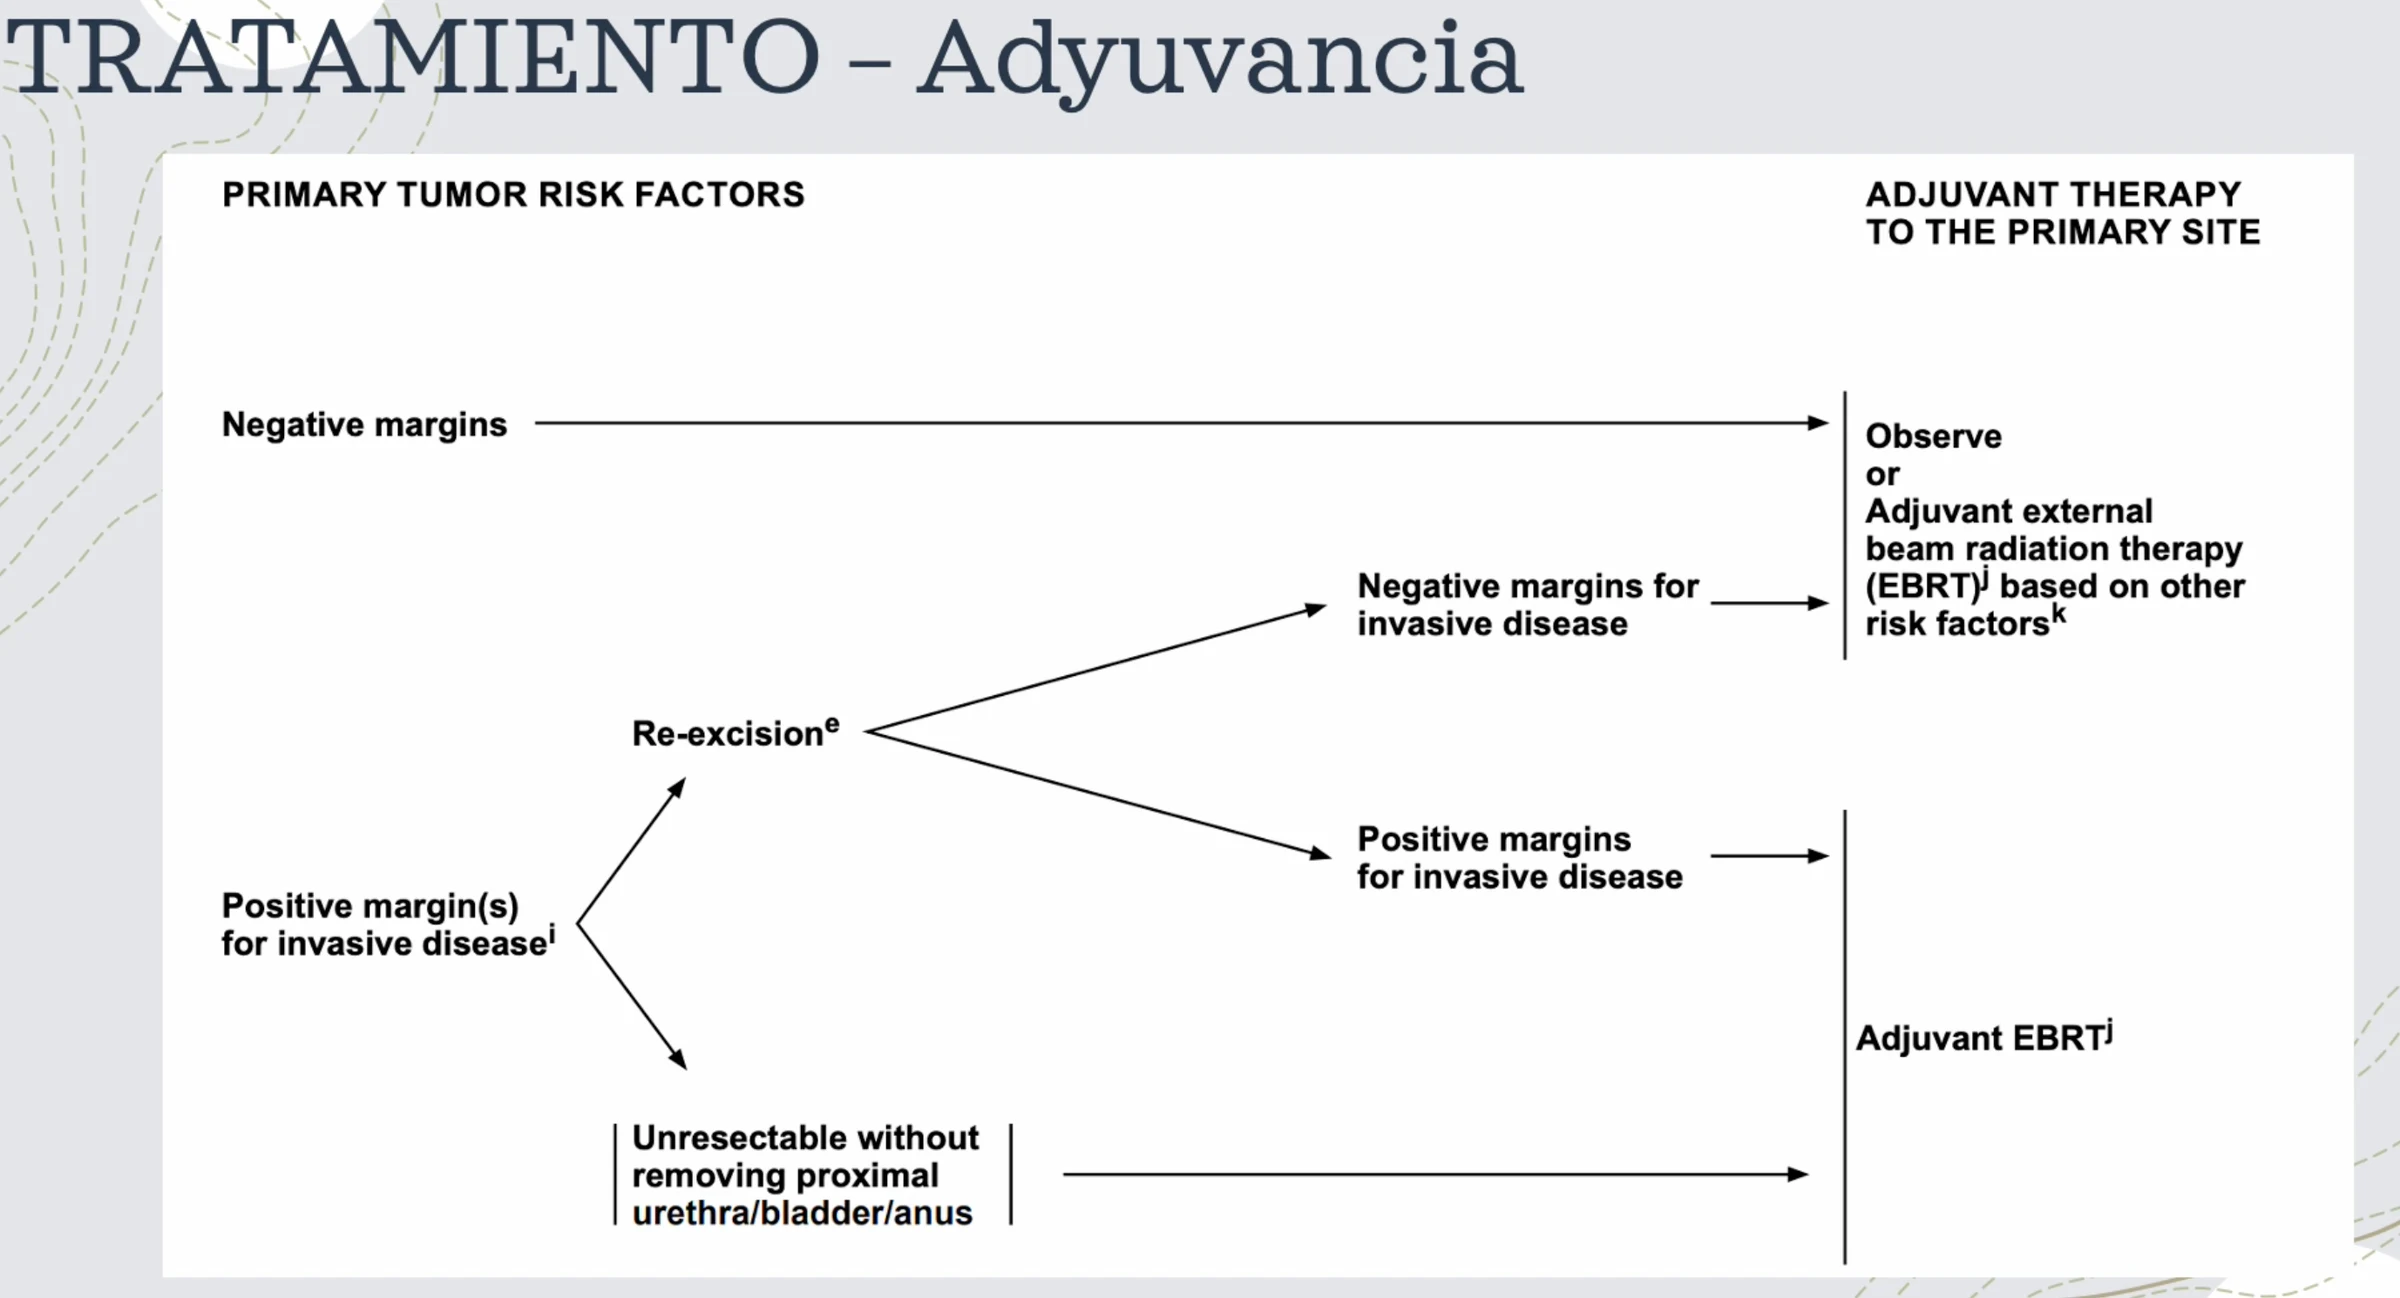 TRATAMIENTO – Adyuvancia
PRIMARY TUMOR RISK FACTORS
ADJUVANT THERAPY
TO THE PRIMARY SITE
Negative margins
Observe
or
Adjuvant external
beam radiation therapy
(EBRT)j based on other
risk factorsk
Negative margins for
invasive disease
Re-excisione
Positive margins
for invasive disease
Positive margin(s)
for invasive diseasei
Adjuvant EBRTj
Unresectable without
removing proximal
urethra/bladder/anus